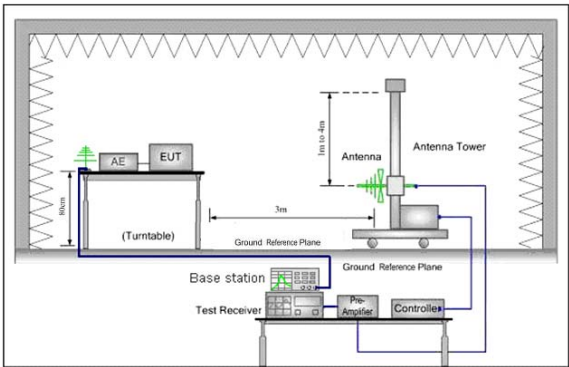 1m to 4m
Antenna Tower
Antenna
AE
EUT
80cm
3m
(Turntable)
Ground Reference Plane
Ground Reference Plane
Base station
Test Receiver
Pre-
Amplifier
Controlle